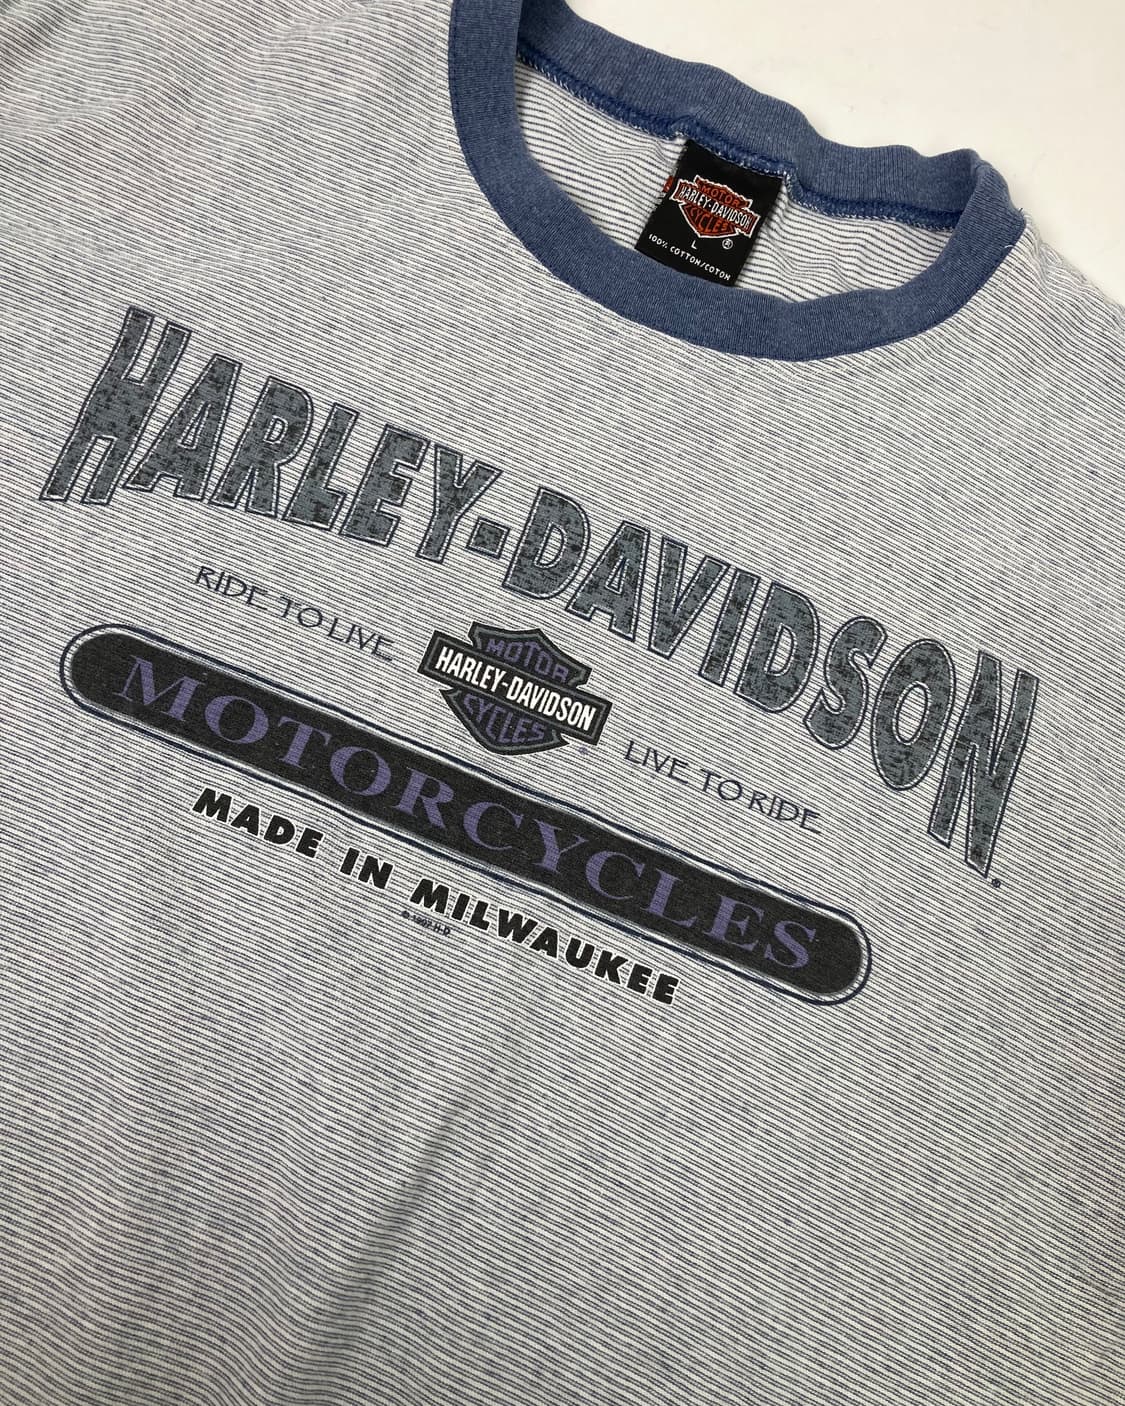 MOTOR
HARLEY-DAVIDSON
CYCLES
®
L
100% COTTON/COTON
HARLEY-DAVIDSON
RIDE TO LIVE
MOTOR
HARLEY-DAVIDSON
CYCLES
LIVE TO RIDE
MOTORCYCLES
MADE IN MILWAUKEE
© 1997 H-D